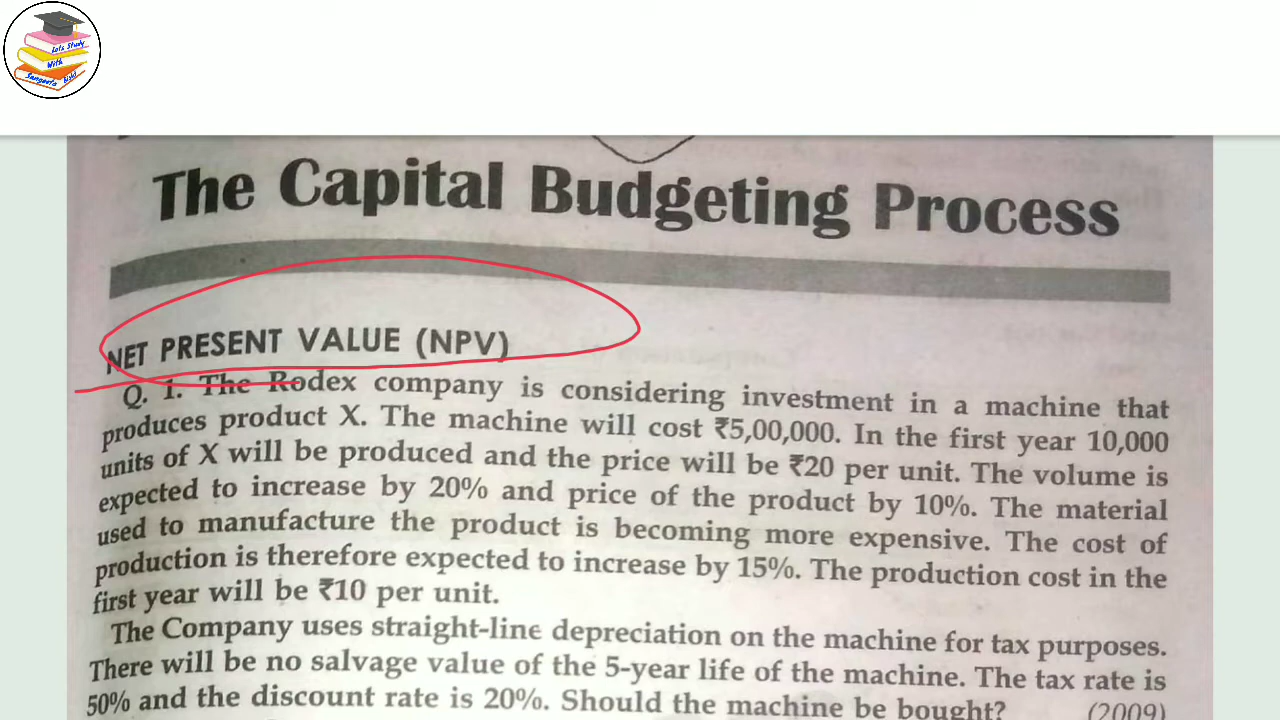 Lets Study
With
Sangeeta
The Capital Budgeting Process
NET PRESENT VALUE (NPV)
Q. 1. The Rodex company is considering investment in a machine that
produces product X. The machine will cost ₹5,00,000. In the first year 10,000
units of X will be produced and the price will be ₹20 per unit. The volume is
expected to increase by 20% and price of the product by 10%. The material
used to manufacture the product is becoming more expensive. The cost of
production is therefore expected to increase by 15%. The production cost in the
first year will be ₹10 per unit.
The Company uses straight-line depreciation on the machine for tax purposes.
There will be no salvage value of the 5-year life of the machine. The tax rate is
50% and the discount rate is 20%. Should the machine be bought? (2009)